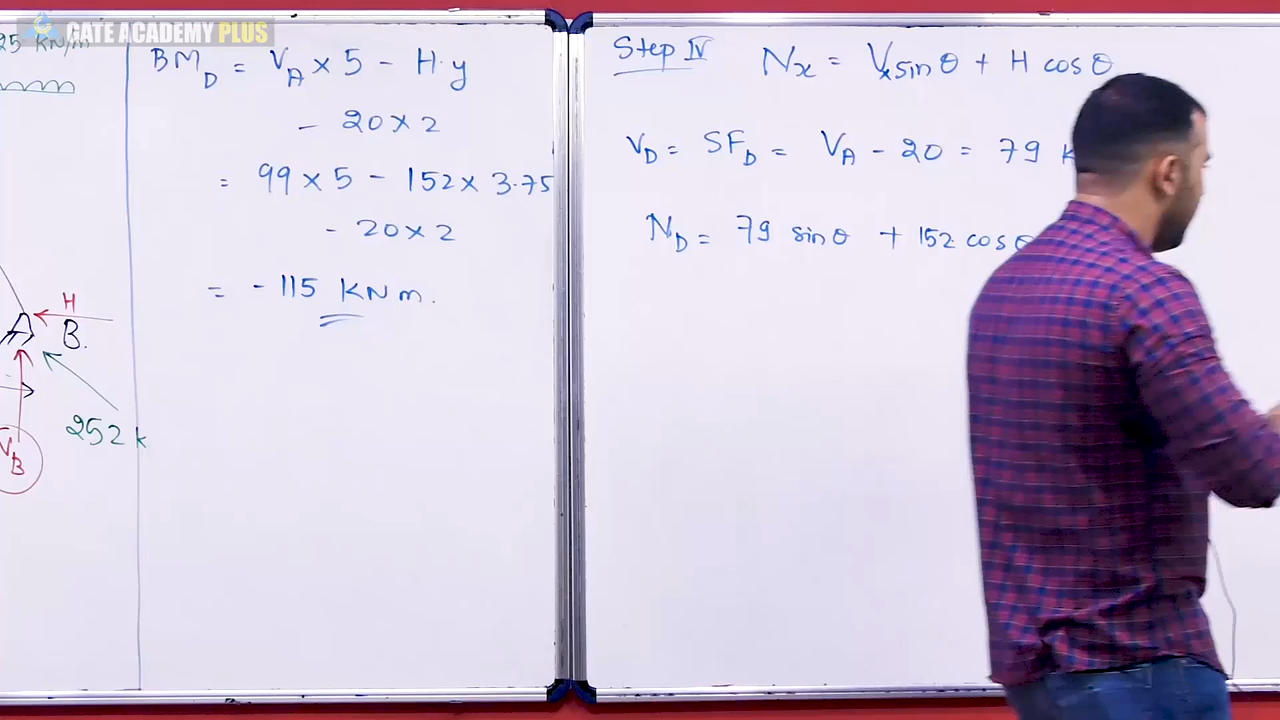 GATE ACADEMY PLUS
25 KN/m
BM_D = V_A × 5 - H·y
- 20 × 2
= 99 × 5 - 152 × 3.75
- 20 × 2
= - 115 KNm.
H
B.
252 k
V_B
Step IV N_x = V_x sin θ + H cos θ
V_D = SF_D = V_A - 20 = 79 K
N_D = 79 sin θ + 152 cos θ